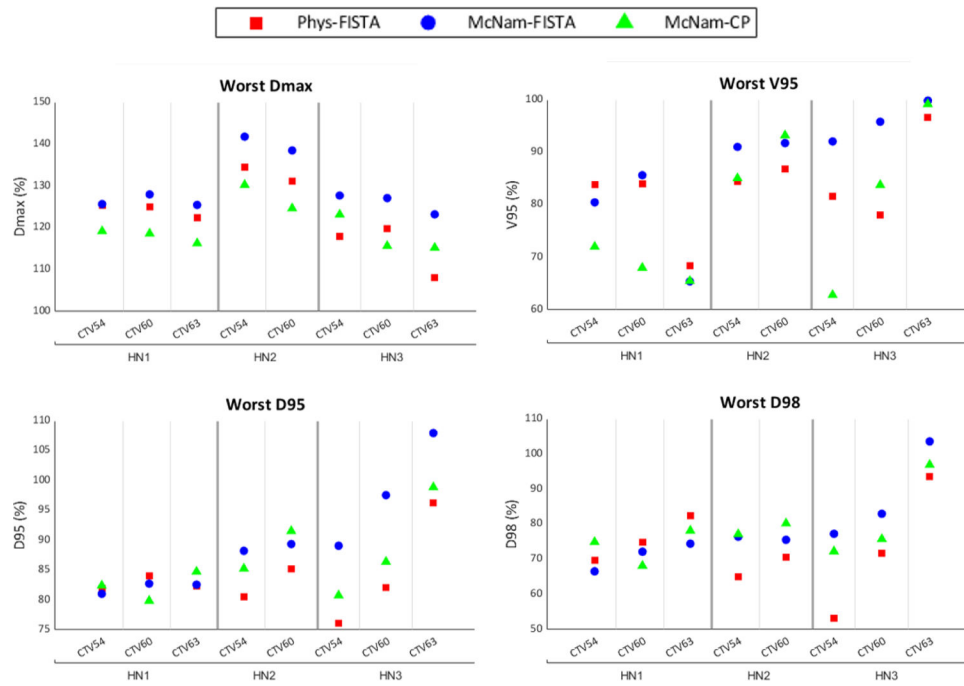 Phys-FISTA McNam-FISTA McNam-CP
Worst Dmax
150
140
130
120
110
100
Dmax (%)
CTV54 CTV60 CTV63 CTV54 CTV60 CTV54 CTV60 CTV63
HN1 HN2 HN3
Worst V95
100
90
80
70
60
V95 (%)
CTV54 CTV60 CTV63 CTV54 CTV60 CTV54 CTV60 CTV63
HN1 HN2 HN3
Worst D95
110
105
100
95
90
85
80
75
D95 (%)
CTV54 CTV60 CTV63 CTV54 CTV60 CTV54 CTV60 CTV63
HN1 HN2 HN3
Worst D98
110
100
90
80
70
60
50
D98 (%)
CTV54 CTV60 CTV63 CTV54 CTV60 CTV54 CTV60 CTV63
HN1 HN2 HN3